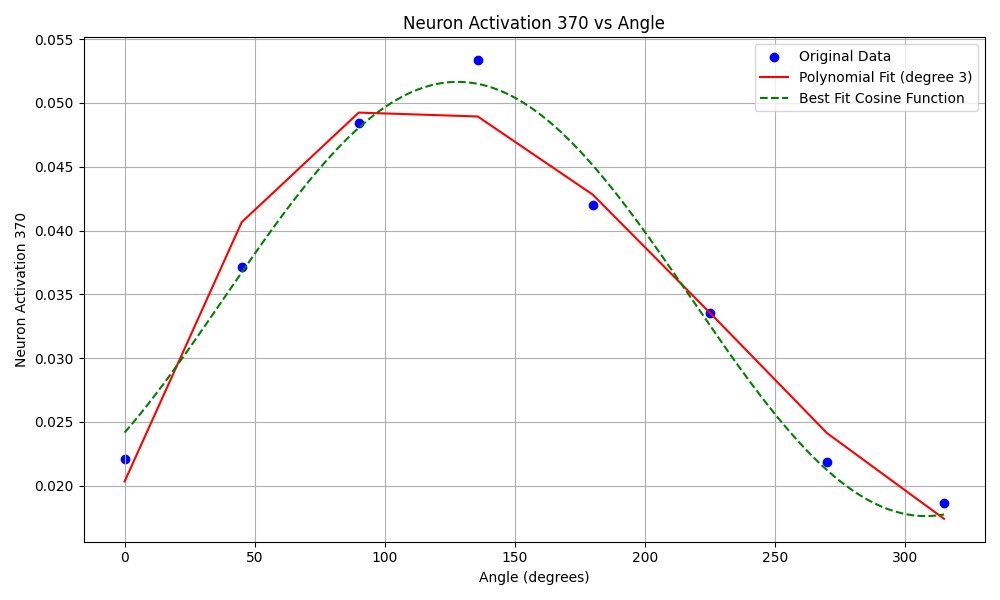 Neuron Activation 370 vs Angle
Original Data
Polynomial Fit (degree 3)
Best Fit Cosine Function
Neuron Activation 370
0.055
0.050
0.045
0.040
0.035
0.030
0.025
0.020
0
50
100
150
200
250
300
Angle (degrees)